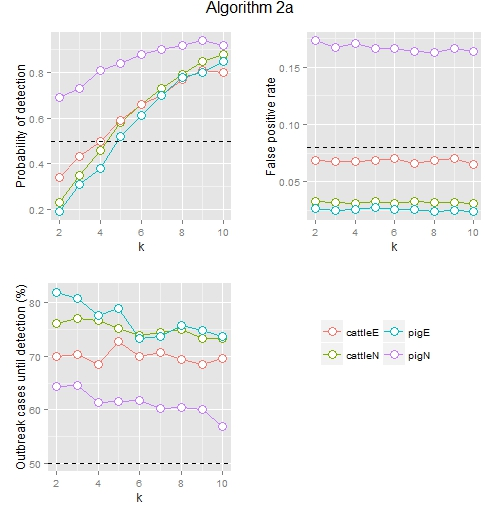 Algorithm 2a
Probability of detection
0.8
0.6
0.4
0.2
2 4 6 8 10
k
False positive rate
0.15
0.10
0.05
2 4 6 8 10
k
Outbreak cases until detection (%)
80
70
60
50
2 4 6 8 10
k
cattleE pigE
cattleN pigN